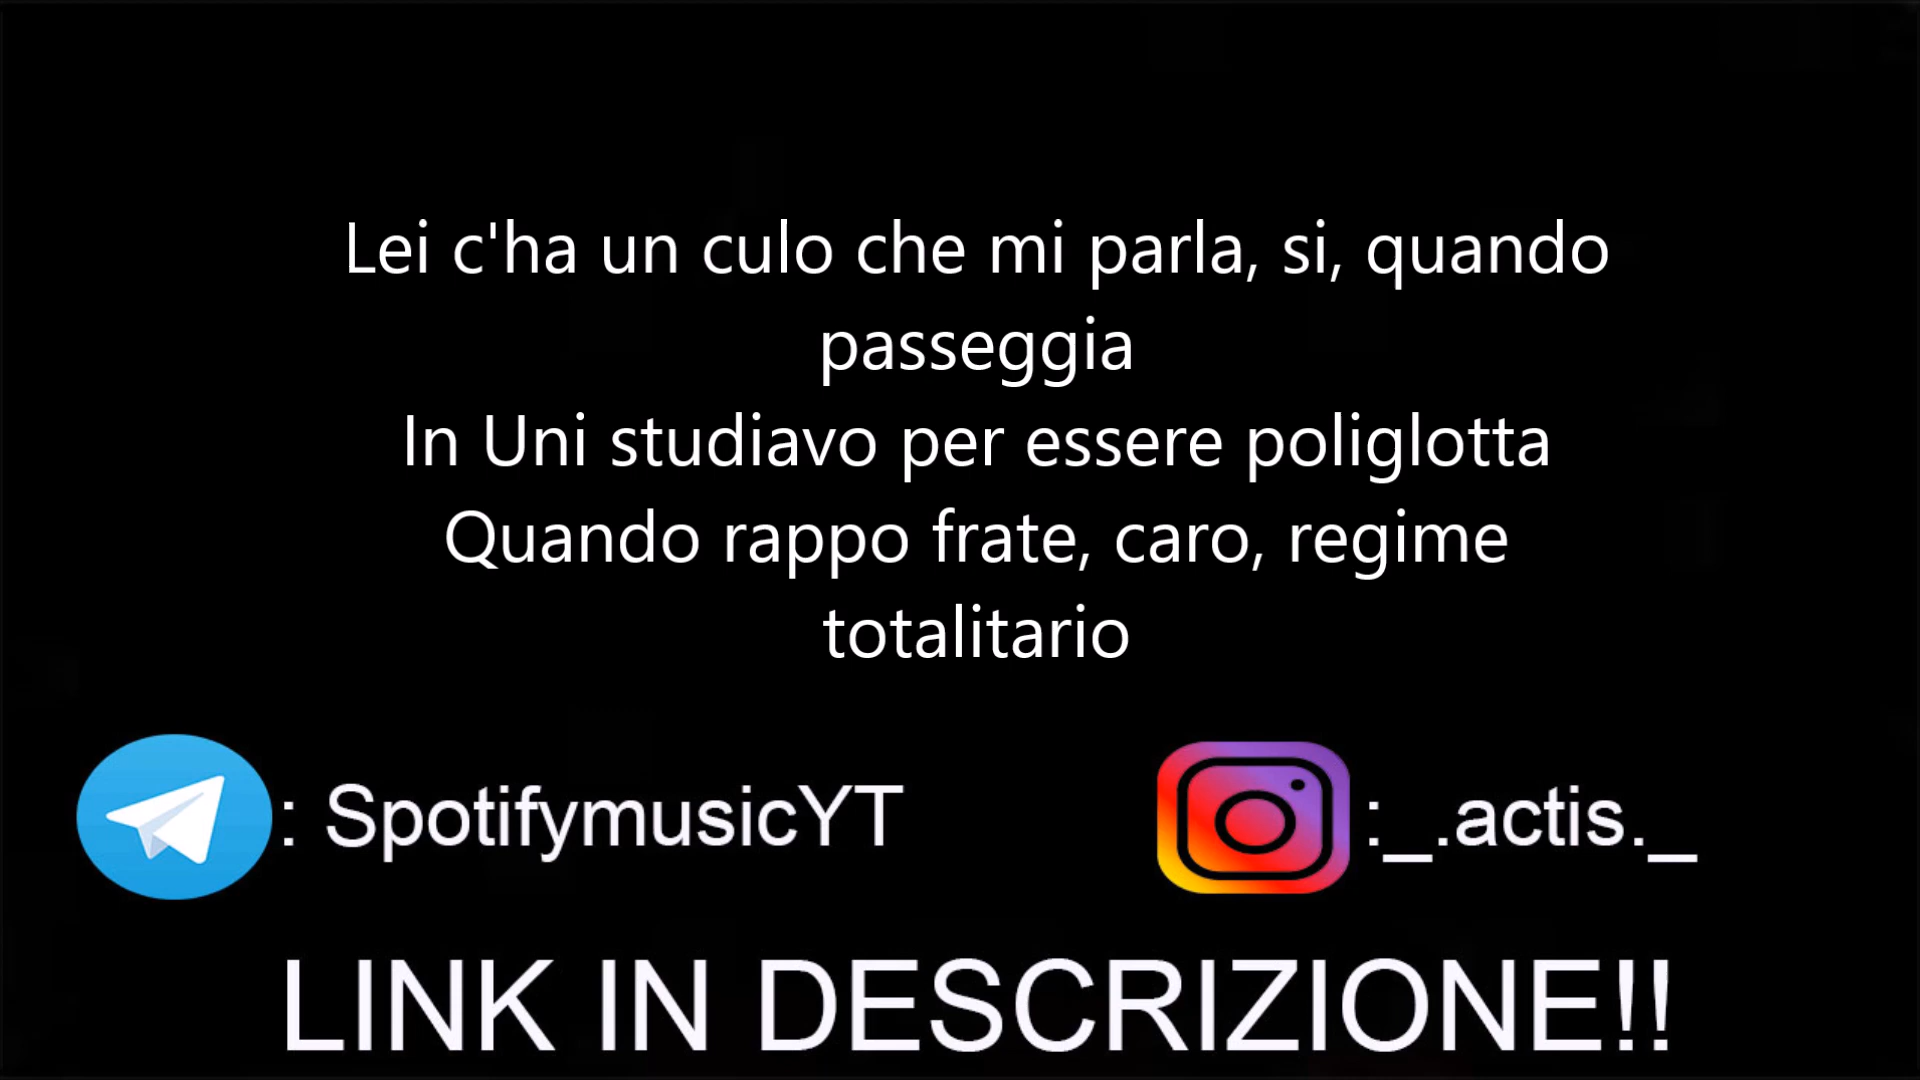 Lei c'ha un culo che mi parla, si, quando
passeggia
In Uni studiavo per essere poliglotta
Quando rappo frate, caro, regime
totalitario
: SpotifymusicYT
:_.actis._
LINK IN DESCRIZIONE!!